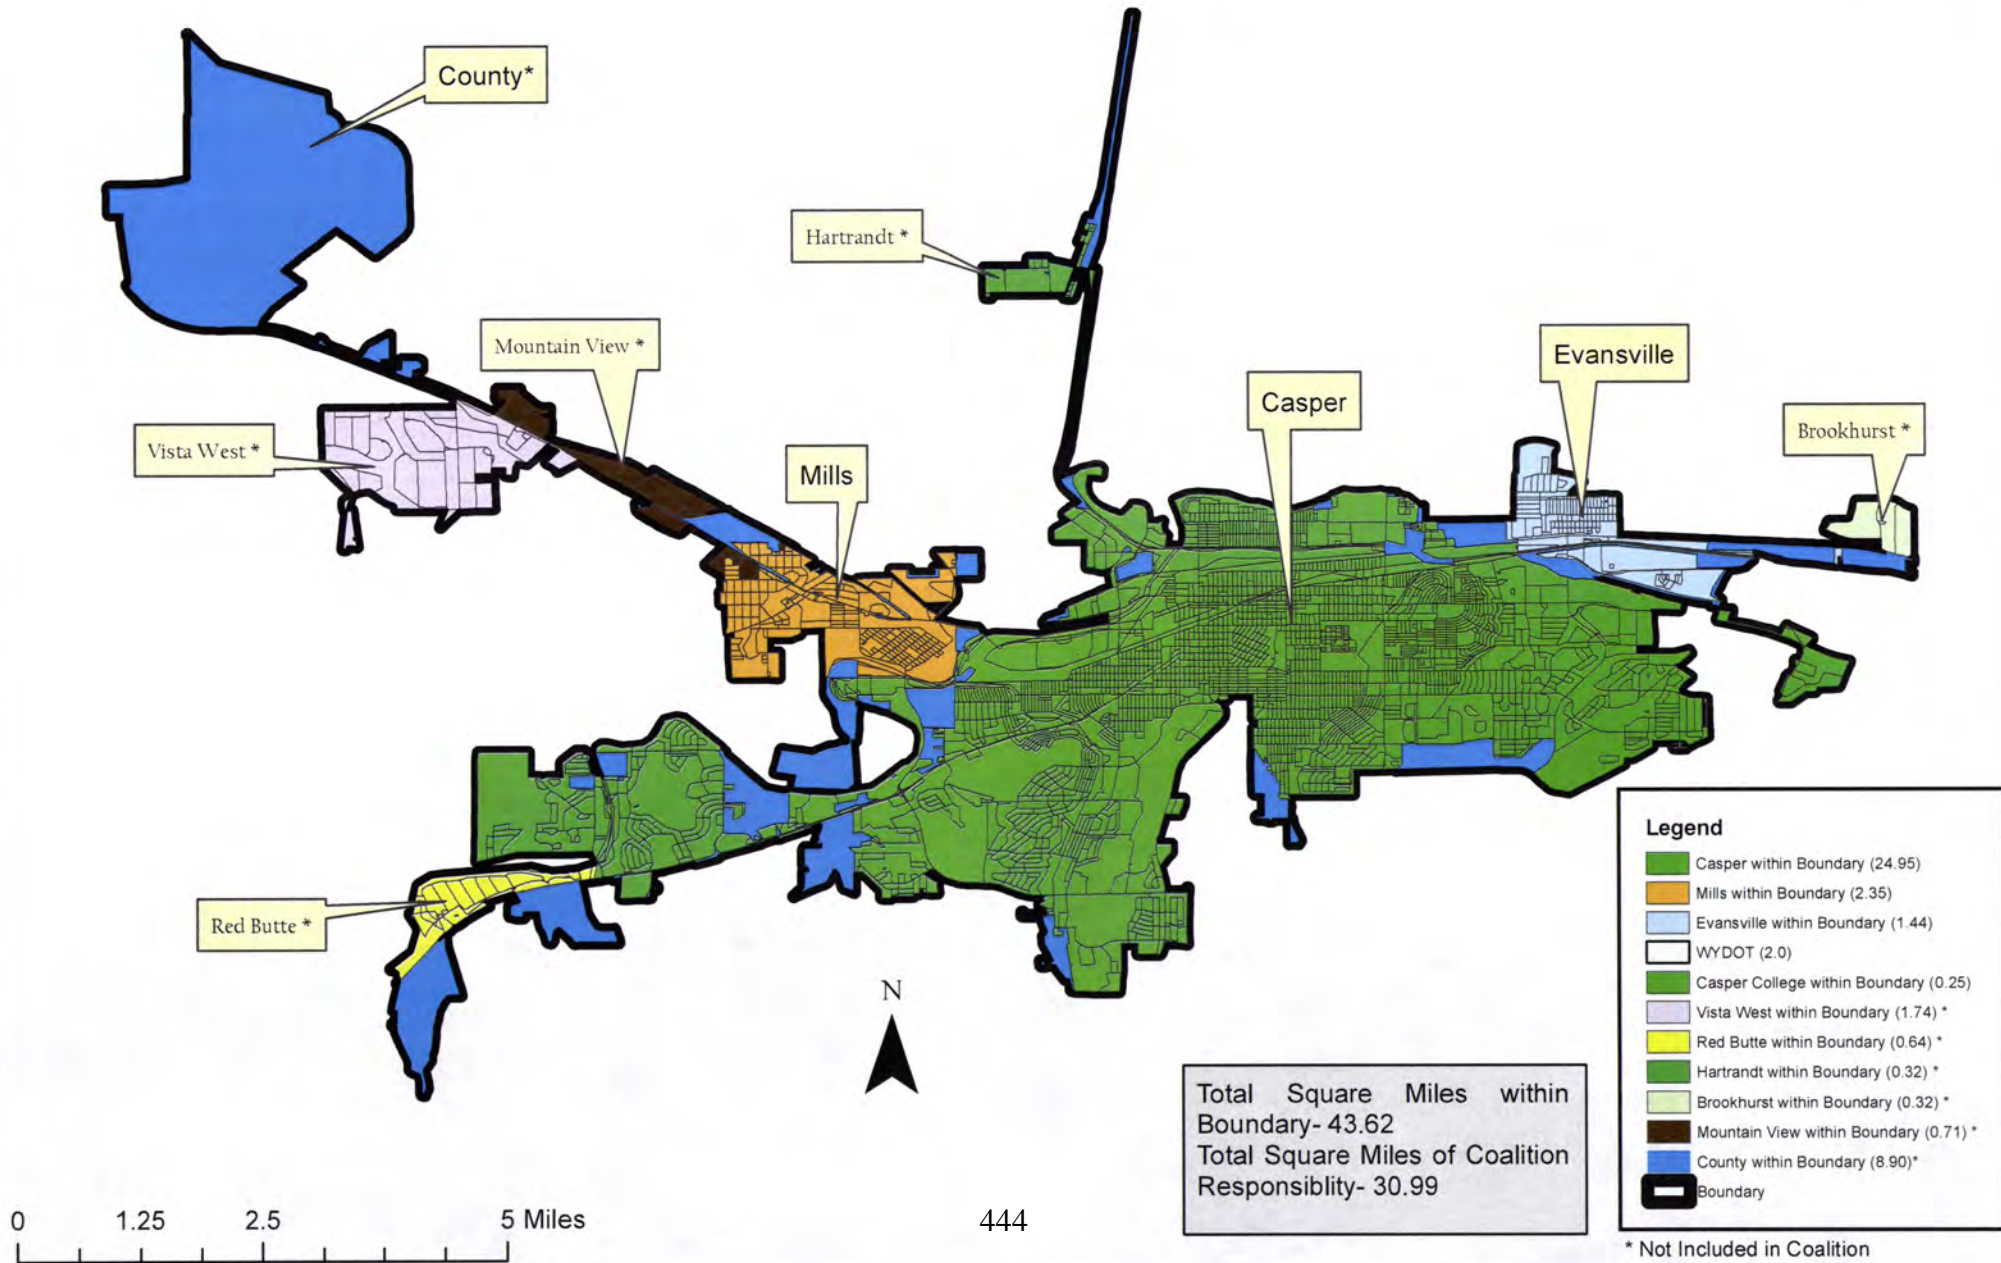 County*
Hartrandt *
Mountain View *
Evansville
Casper
Brookhurst *
Vista West *
Mills
Red Butte *
N
Legend
Casper within Boundary (24.95)
Mills within Boundary (2.35)
Evansville within Boundary (1.44)
WYDOT (2.0)
Casper College within Boundary (0.25)
Vista West within Boundary (1.74) *
Red Butte within Boundary (0.64) *
Hartrandt within Boundary (0.32) *
Brookhurst within Boundary (0.32) *
Mountain View within Boundary (0.71) *
County within Boundary (8.90)*
Boundary
* Not Included in Coalition
Total Square Miles within
Boundary- 43.62
Total Square Miles of Coalition
Responsiblity- 30.99
0 1.25 2.5 5 Miles
444